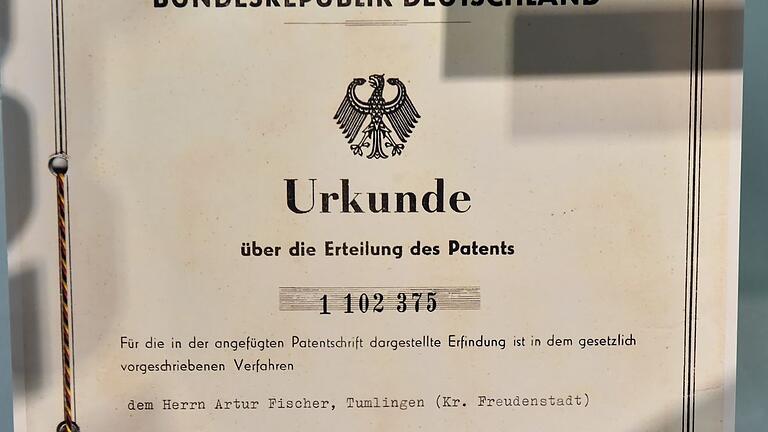 BUNDESREPUBLIK DEUTSCHLAND
Urkunde
über die Erteilung des Patents
1 102 375
Für die in der angefügten Patentschrift dargestellte Erfindung ist in dem gesetzlich
vorgeschriebenen Verfahren
dem Herrn Artur Fischer, Tumlingen (Kr. Freudenstadt)